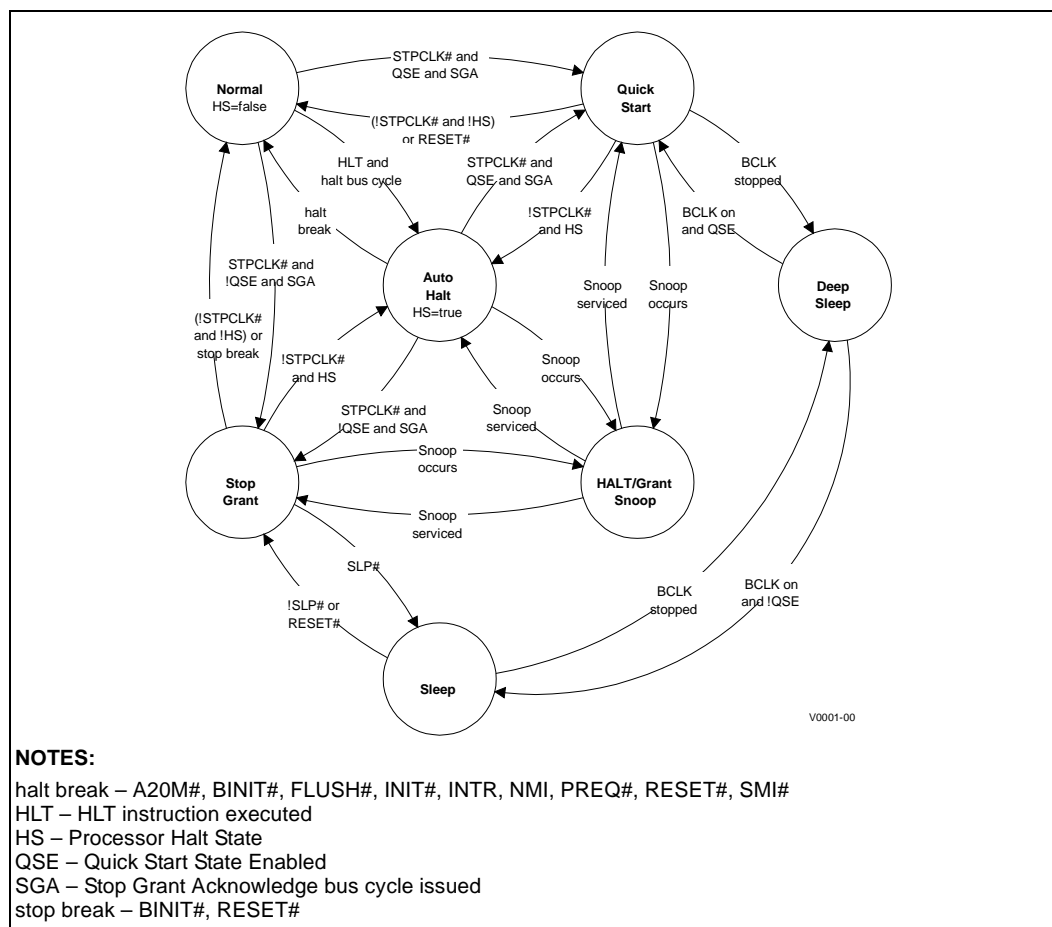 STPCLK# and
QSE and SGA
Normal
HS=false
Quick
Start
(!STPCLK# and !HS)
or RESET#
HLT and
halt bus cycle
STPCLK# and
QSE and SGA
BCLK
stopped
halt
break
!STPCLK#
and HS
BCLK on
and QSE
STPCLK# and
!QSE and SGA
Auto
Halt
HS=true
Snoop
serviced
Snoop
occurs
Deep
Sleep
(!STPCLK#
and !HS) or
stop break
!STPCLK#
and HS
Snoop
occurs
STPCLK# and
!QSE and SGA
Snoop
serviced
Snoop
occurs
Stop
Grant
HALT/Grant
Snoop
Snoop
serviced
SLP#
BCLK on
and !QSE
BCLK
stopped
!SLP# or
RESET#
Sleep
V0001-00
NOTES:
halt break – A20M#, BINIT#, FLUSH#, INIT#, INTR, NMI, PREQ#, RESET#, SMI#
HLT – HLT instruction executed
HS – Processor Halt State
QSE – Quick Start State Enabled
SGA – Stop Grant Acknowledge bus cycle issued
stop break – BINIT#, RESET#